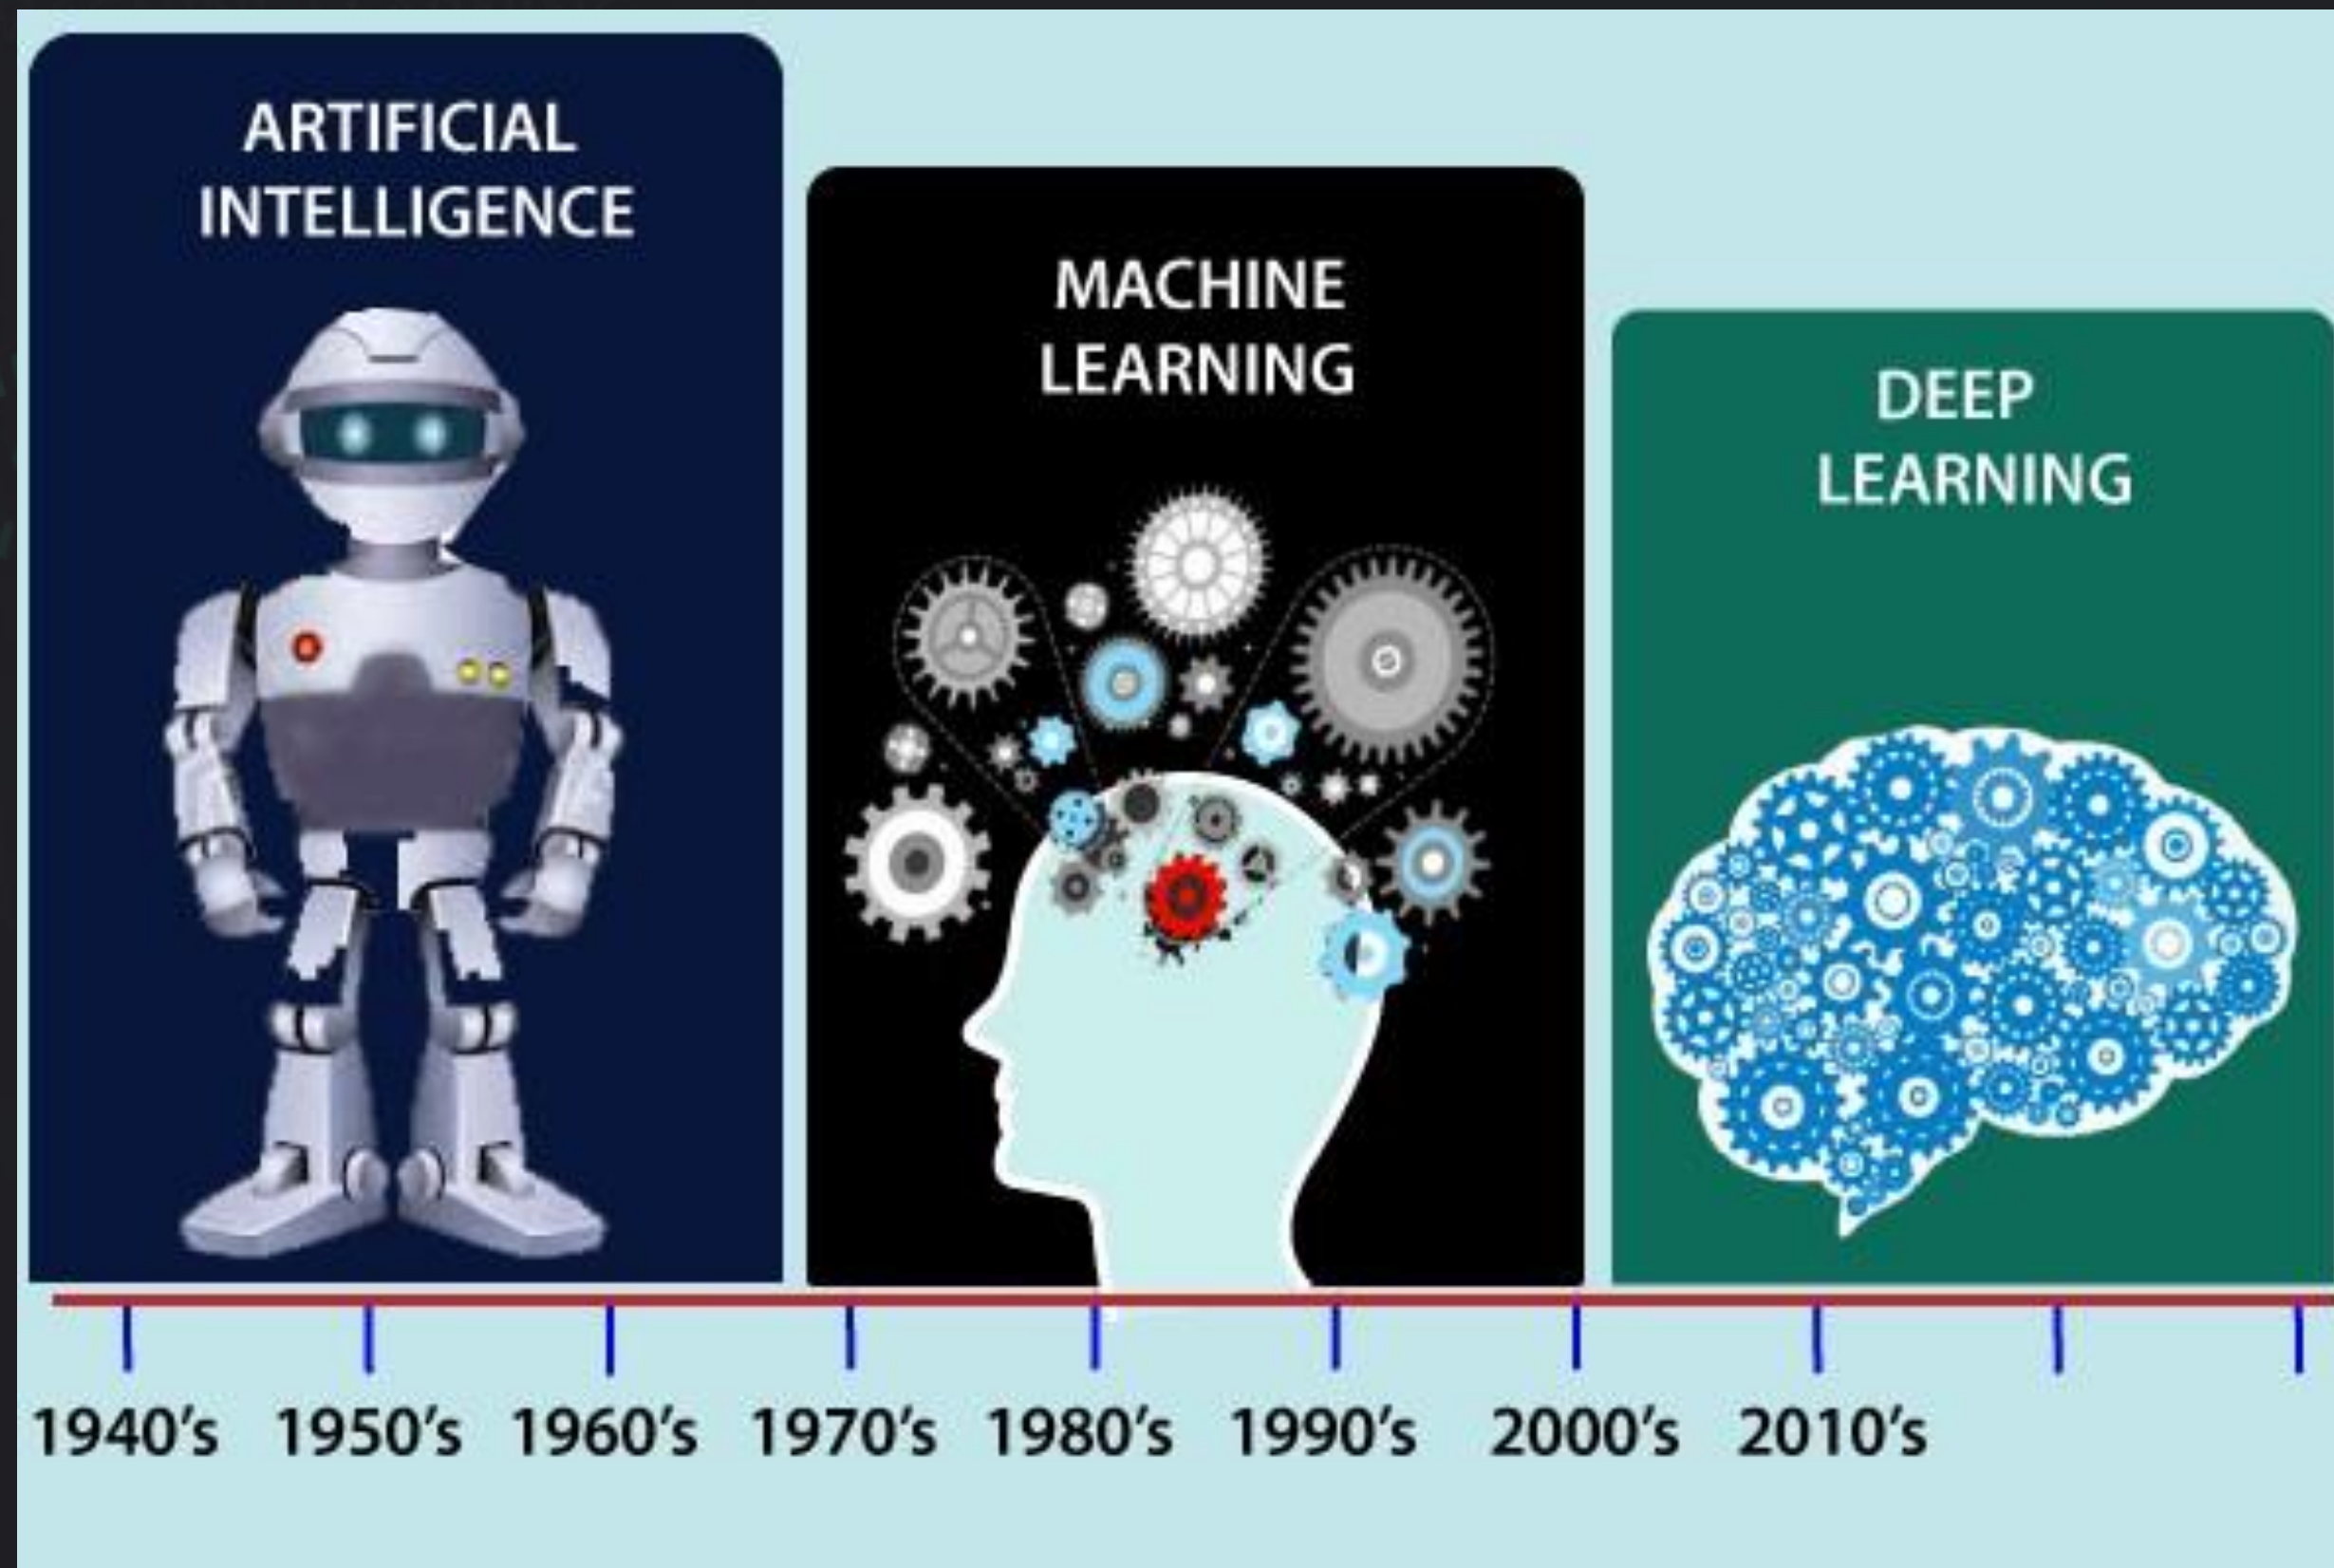 ARTIFICIAL
INTELLIGENCE
MACHINE
LEARNING
DEEP
LEARNING
1940’s 1950’s 1960’s 1970’s 1980’s 1990’s 2000’s 2010’s